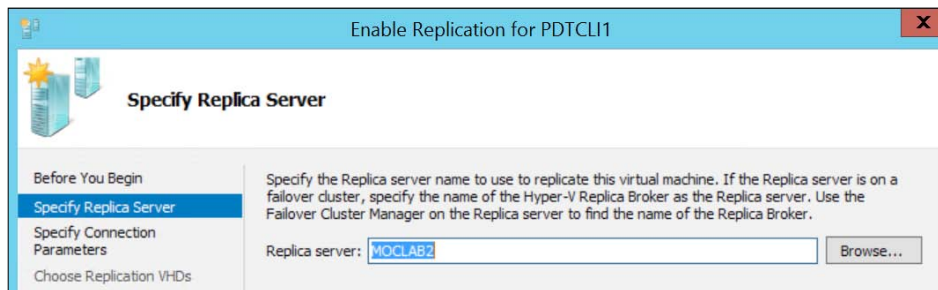 Enable Replication for PDTCLI1
X
Specify Replica Server
Before You Begin
Specify Replica Server
Specify Connection
Parameters
Choose Replication VHDs
Specify the Replica server name to use to replicate this virtual machine. If the Replica server is on a
failover cluster, specify the name of the Hyper-V Replica Broker as the Replica server. Use the
Failover Cluster Manager on the Replica server to find the name of the Replica Broker.
Replica server: MOCLAB2 Browse...